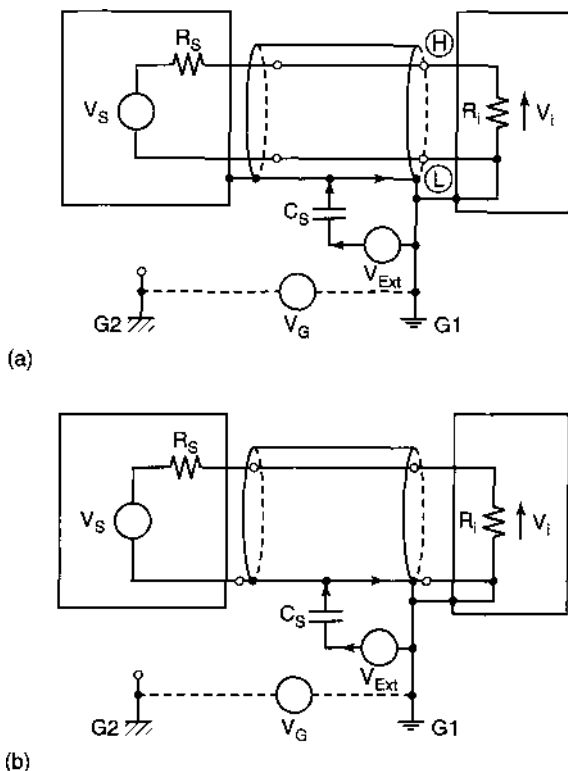 R_S
H
V_S
R_i
V_i
L
C_S
V_Ext
G2
V_G
G1
(a)
R_S
V_S
R_i
V_i
C_S
V_Ext
G2
V_G
G1
(b)